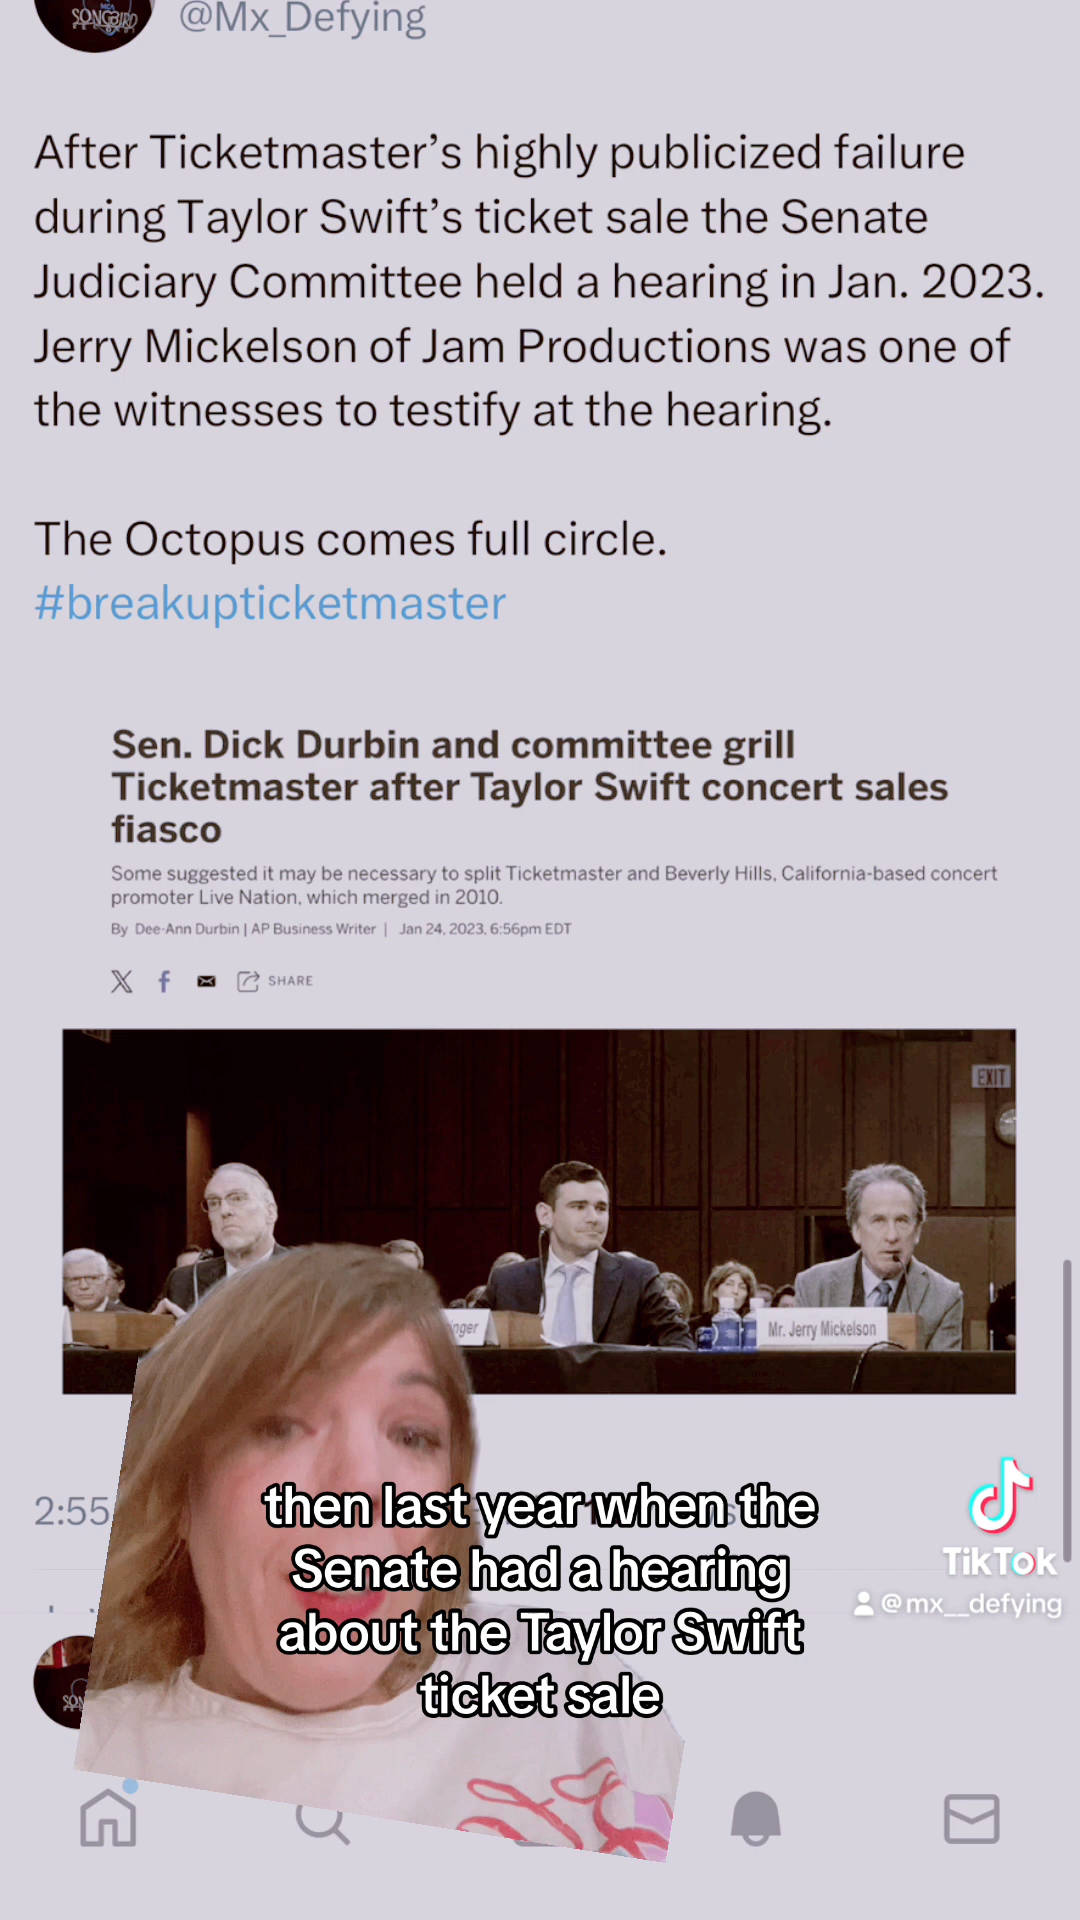 SONGBIRD
@Mx_Defying
After Ticketmaster’s highly publicized failure
during Taylor Swift’s ticket sale the Senate
Judiciary Committee held a hearing in Jan. 2023.
Jerry Mickelson of Jam Productions was one of
the witnesses to testify at the hearing.
The Octopus comes full circle.
#breakupticketmaster
Sen. Dick Durbin and committee grill
Ticketmaster after Taylor Swift concert sales
fiasco
Some suggested it may be necessary to split Ticketmaster and Beverly Hills, California-based concert
promoter Live Nation, which merged in 2010.
By Dee-Ann Durbin | AP Business Writer | Jan 24, 2023, 6:56pm EDT
SHARE
EXIT
Mr. Jerry Mickelson
2:55
then last year when the
Senate had a hearing
about the Taylor Swift
ticket sale
TikTok
@mx__defying